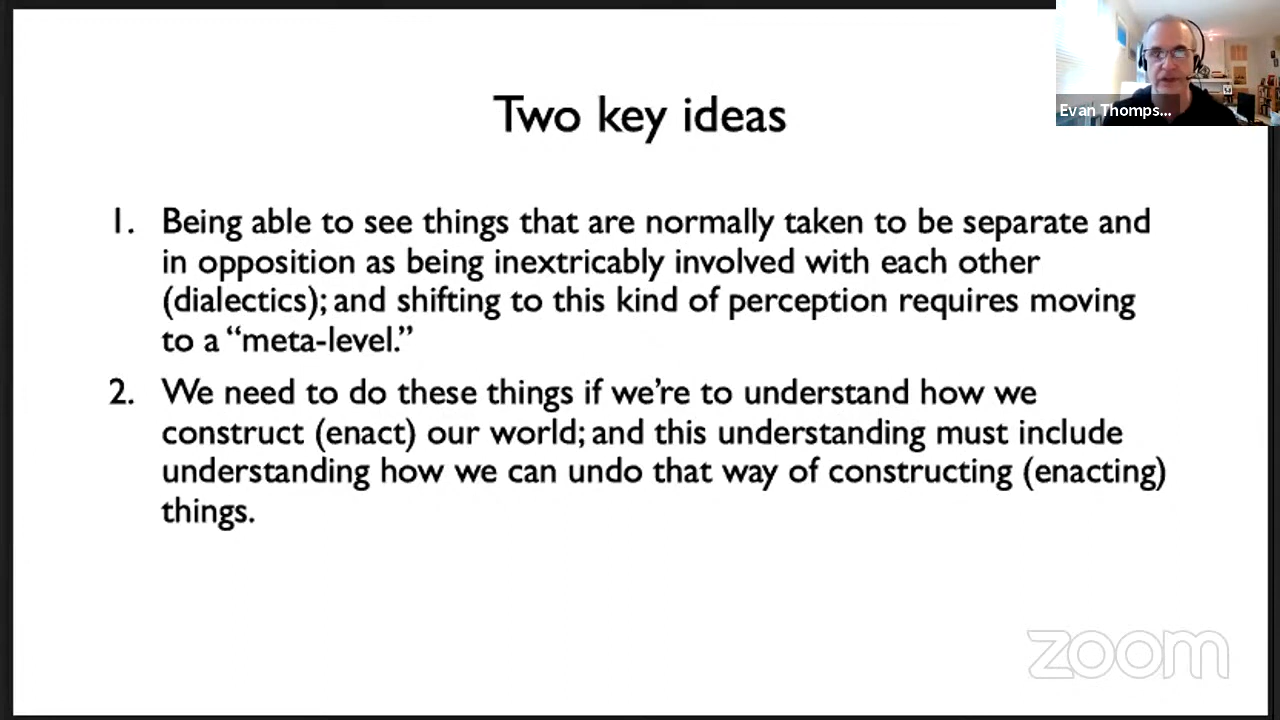 Evan Thomps...
Two key ideas
1. Being able to see things that are normally taken to be separate and
in opposition as being inextricably involved with each other
(dialectics); and shifting to this kind of perception requires moving
to a “meta-level.”
2. We need to do these things if we’re to understand how we
construct (enact) our world; and this understanding must include
understanding how we can undo that way of constructing (enacting)
things.
zoom